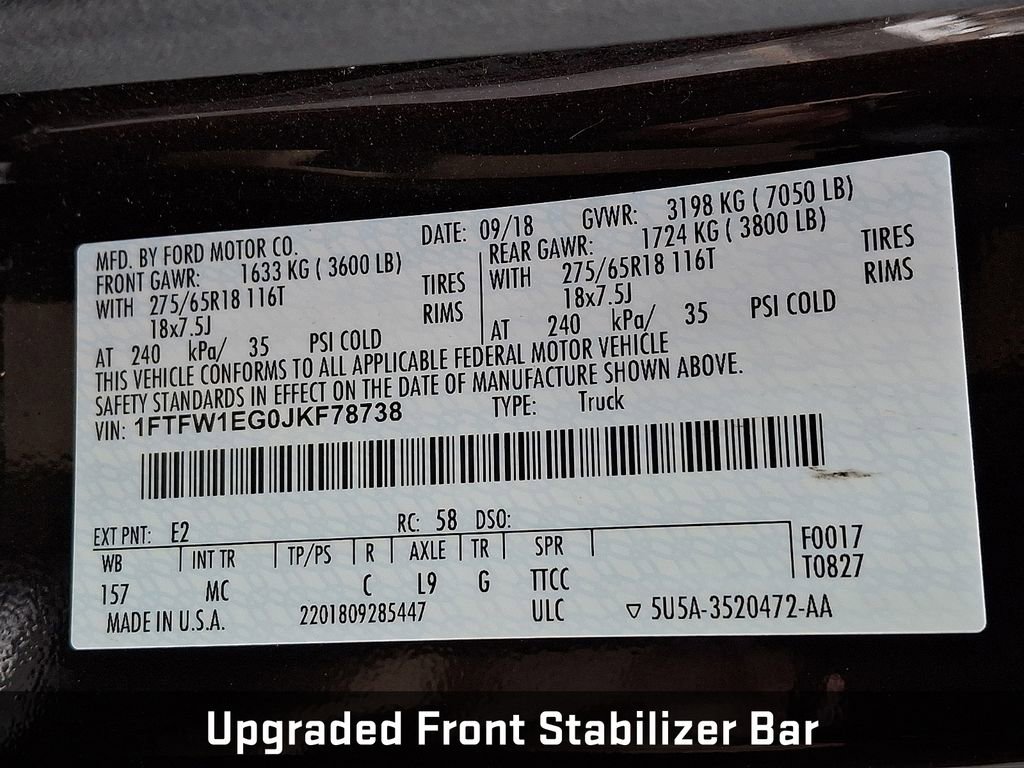 MFD. BY FORD MOTOR CO. DATE: 09/18 GVWR: 3198 KG ( 7050 LB)
FRONT GAWR: 1633 KG ( 3600 LB) REAR GAWR: 1724 KG ( 3800 LB)
WITH 275/65R18 116T TIRES WITH 275/65R18 116T TIRES
18x7.5J RIMS 18x7.5J RIMS
AT 240 kPa/ 35 PSI COLD AT 240 kPa/ 35 PSI COLD
THIS VEHICLE CONFORMS TO ALL APPLICABLE FEDERAL MOTOR VEHICLE
SAFETY STANDARDS IN EFFECT ON THE DATE OF MANUFACTURE SHOWN ABOVE.
VIN: 1FTFW1EG0JKF78738 TYPE: Truck
EXT PNT: E2 RC: 58 DSO:
WB INT TR TP/PS R AXLE TR SPR F0017
157 MC C L9 G TTCC T0827
MADE IN U.S.A. 2201809285447 ULC ▽ 5U5A-3520472-AA
Upgraded Front Stabilizer Bar